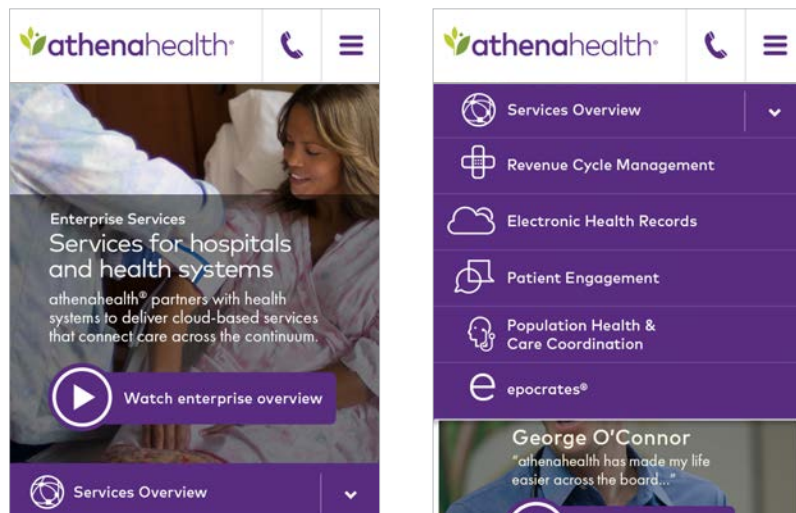 athenahealth
Enterprise Services
Services for hospitals
and health systems
athenahealth® partners with health
systems to deliver cloud-based services
that connect care across the continuum.
Watch enterprise overview
Services Overview
athenahealth
Services Overview
Revenue Cycle Management
Electronic Health Records
Patient Engagement
Population Health &
Care Coordination
e epocrates®
George O’Connor
“athenahealth has made my life
easier across the board...”